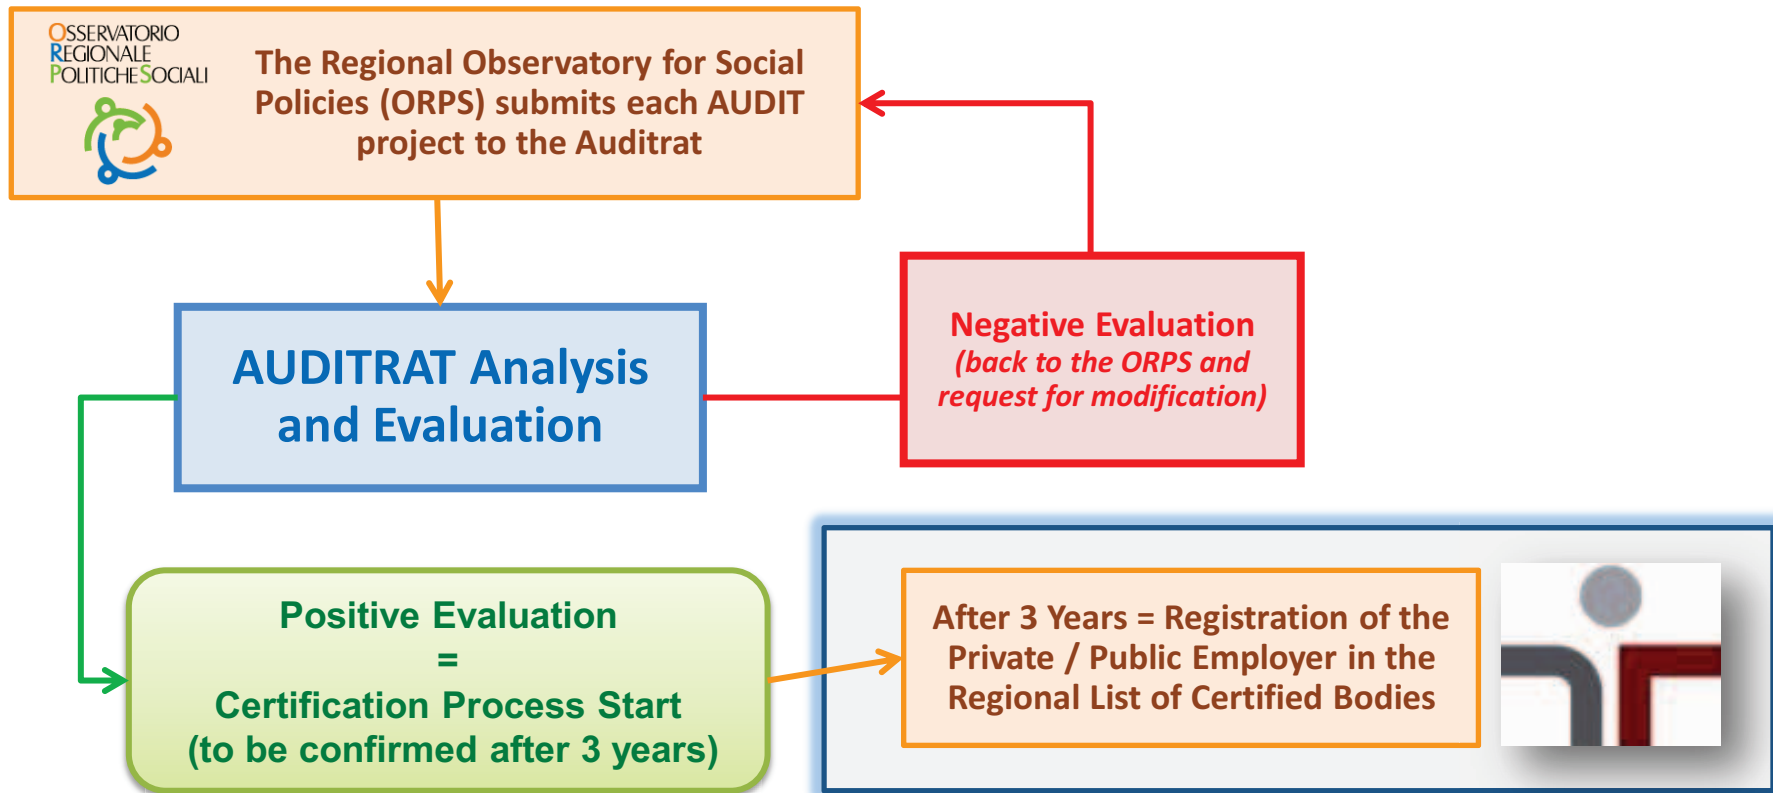 OSSERVATORIO
REGIONALE
POLITICHE SOCIALI
The Regional Observatory for Social
Policies (ORPS) submits each AUDIT
project to the Auditrat
Negative Evaluation
(back to the ORPS and
request for modification)
AUDITRAT Analysis
and Evaluation
Positive Evaluation
=
Certification Process Start
(to be confirmed after 3 years)
After 3 Years = Registration of the
Private / Public Employer in the
Regional List of Certified Bodies